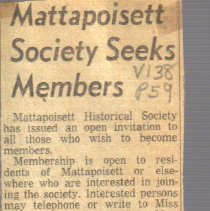 Mattapoisett
Society Seeks
Members
V138
P59
Mattapoisett Historical Society
has issued an open invitation to
all those who wish to become
members.
Membership is open to resi-
dents of Mattapoisett or else-
where who are interested in join-
ing the society. Interested persons
may telephone or write to Miss